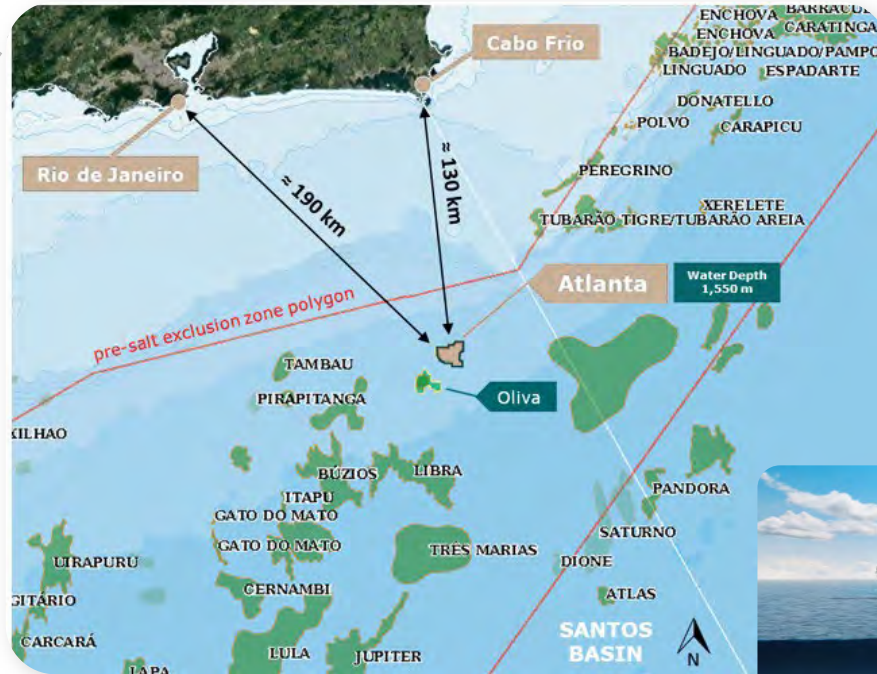 ENCHOVA
BARRACUDA
ENCHOVA
CARATINGA
BADEJO/LINGUADO/PAMPO
LINGUADO
ESPADARTE
Cabo Frio
DONATELLO
POLVO
CARAPICU
Rio de Janeiro
≈ 190 km
≈ 130 km
PEREGRINO
XERELETE
TUBARÃO TIGRE/TUBARÃO AREIA
Atlanta
Water Depth
1,550 m
pre-salt exclusion zone polygon
TAMBAU
PIRAPITANGA
Oliva
XILHAO
BÚZIOS
LIBRA
ITAPU
GATO DO MATO
GATO DO MATO
PANDORA
SATURNO
UIRAPURÚ
TRÊS MARIAS
DIONE
CERNAMBI
ATLAS
GITÁRIO
CARCARÁ
LULA
JUPITER
LAPA
SANTOS
BASIN
N